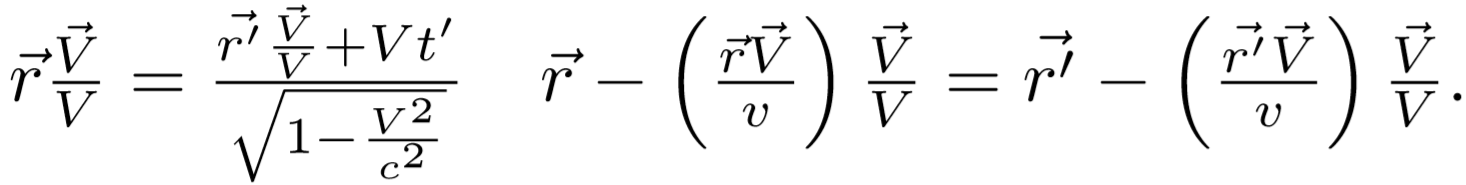 \vec{r}\frac{\vec{V}}{V} = \frac{\vec{r'}\frac{\vec{V}}{V}+Vt'}{\sqrt{1-\frac{V^2}{c^2}}} \quad \vec{r} - \left(\frac{\vec{r}\vec{V}}{v}\right)\frac{\vec{V}}{V} = \vec{r'} - \left(\frac{\vec{r'}\vec{V}}{v}\right)\frac{\vec{V}}{V}.